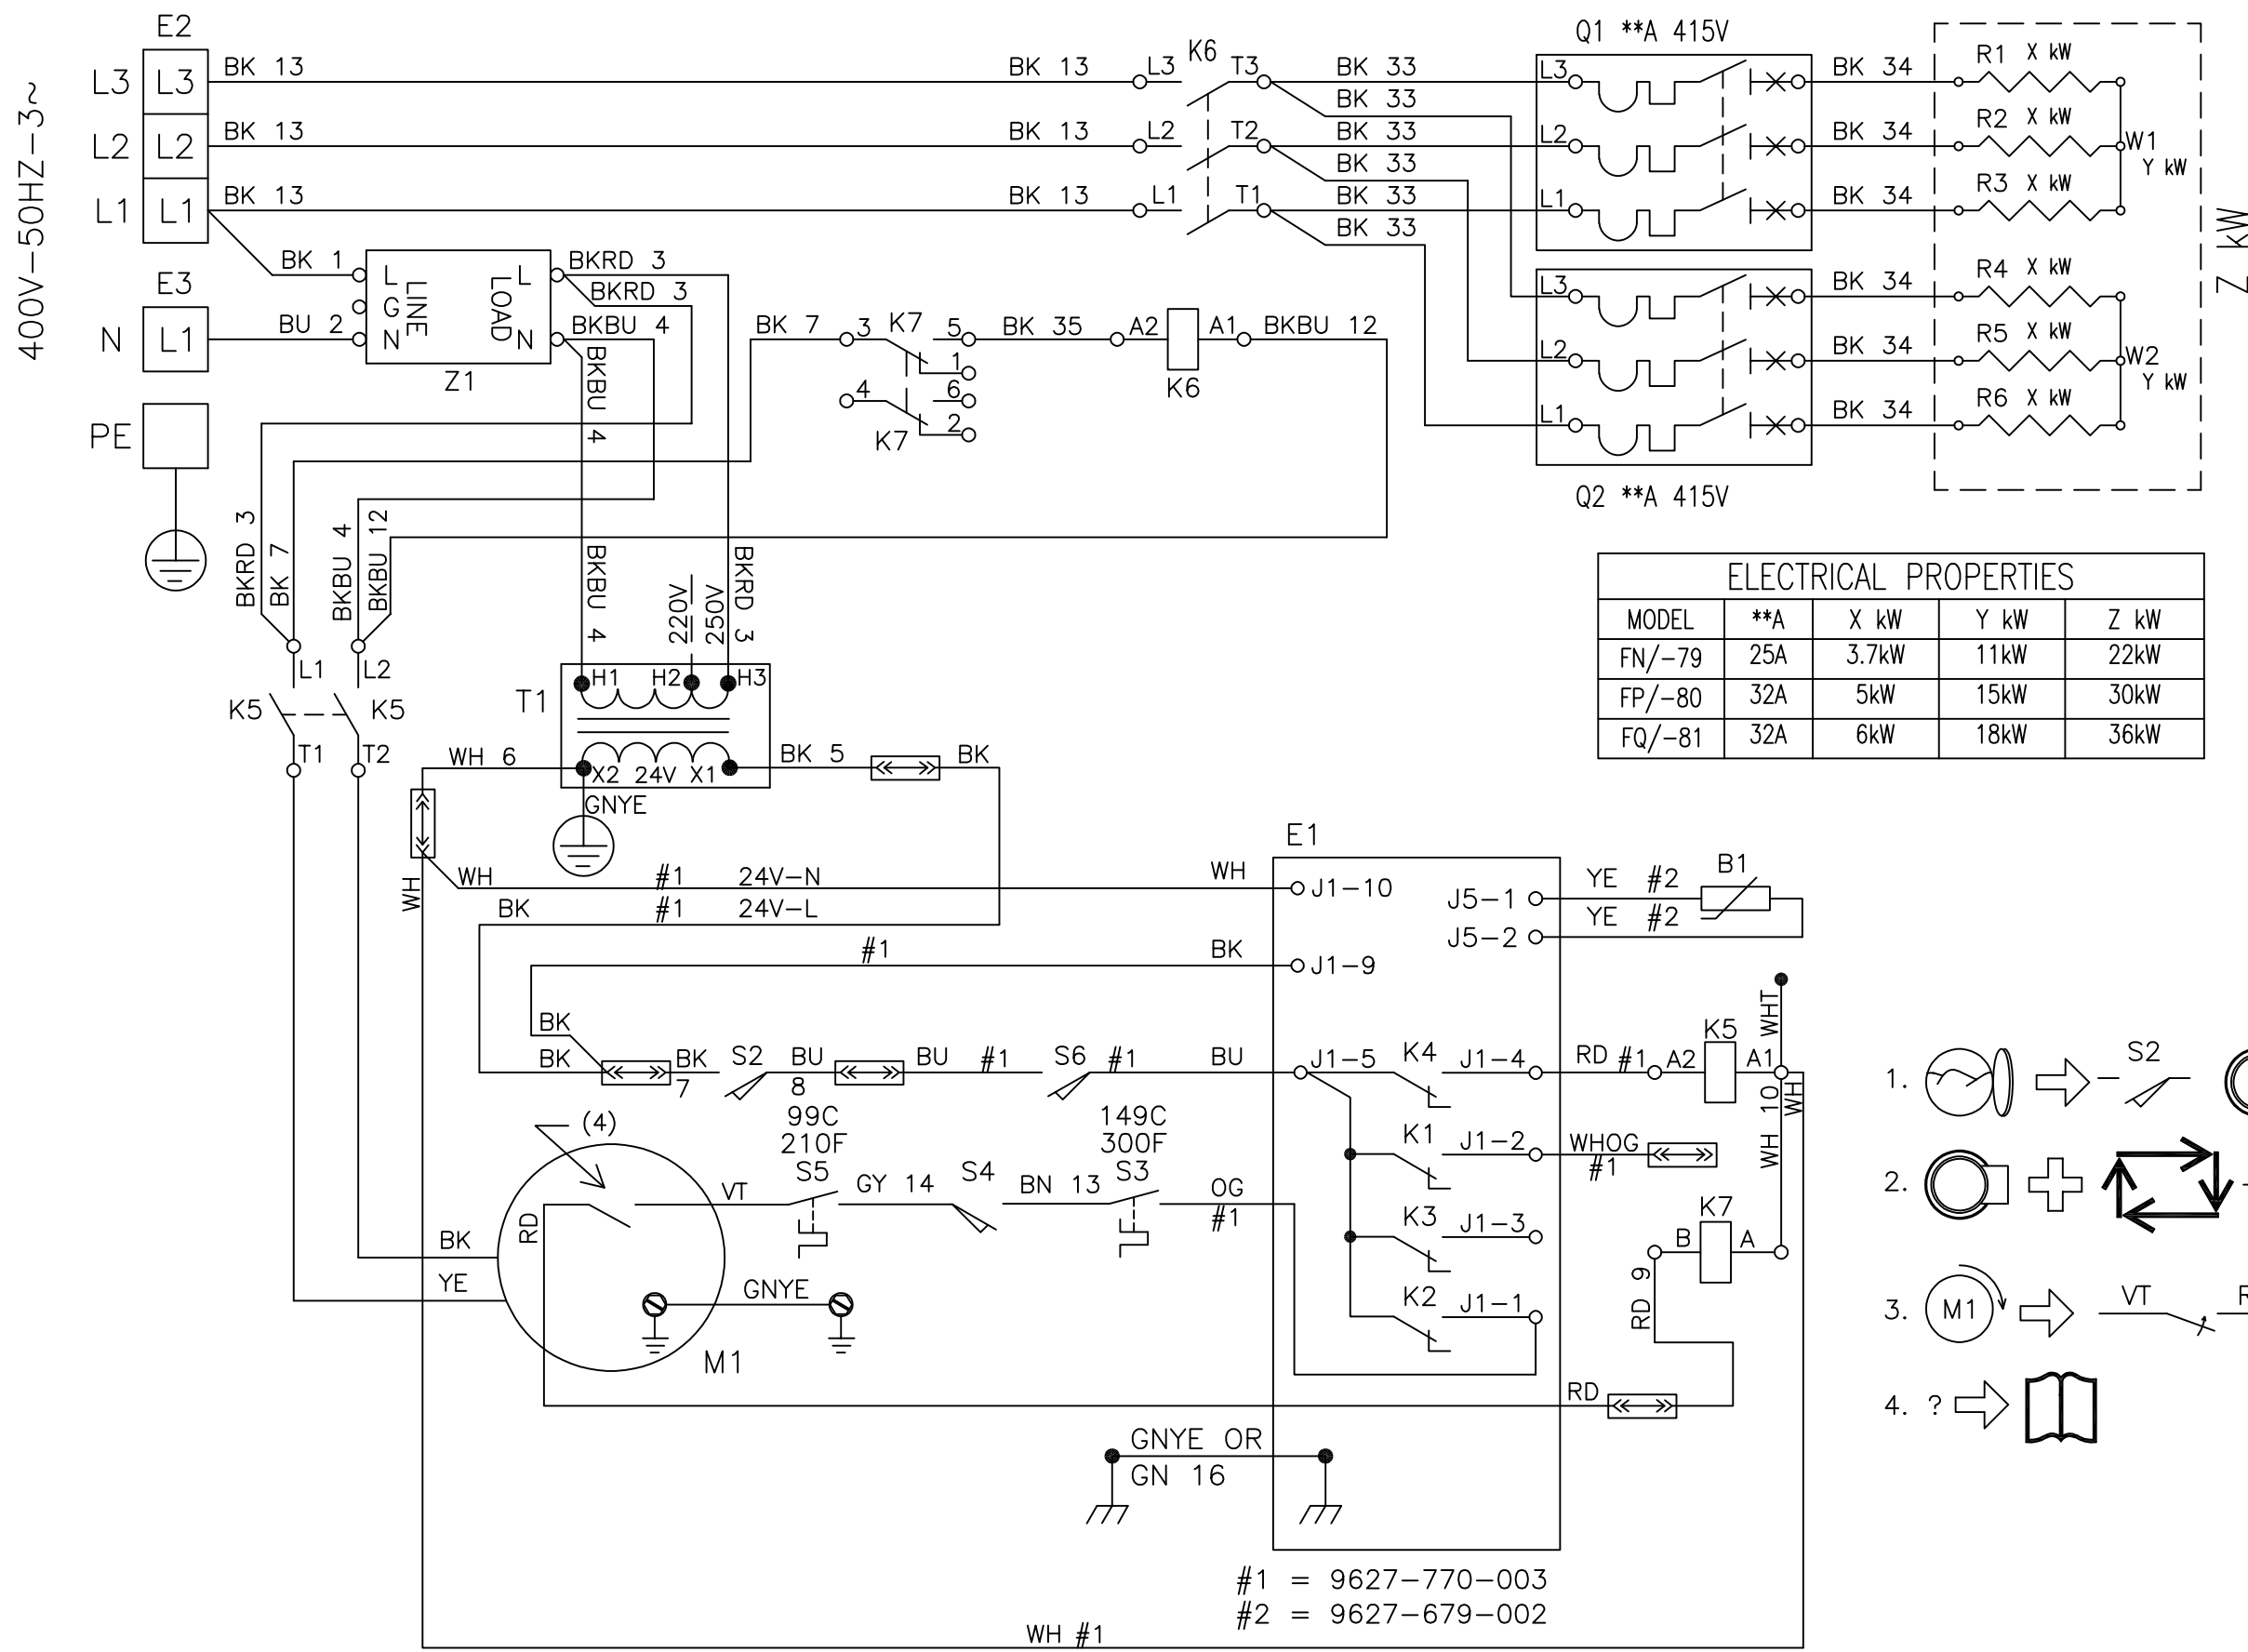 400V-50HZ-3~
E2
L3 L3 BK 13 BK 13 L3 K6 T3 BK 33
BK 33
L2 L2 BK 13 BK 13 L2 T2 BK 33
BK 33
L1 L1 BK 13 BK 13 L1 T1 BK 33
BK 33
Q1 **A 415V
L3 BK 34 R1 X kW
L2 BK 34 R2 X kW W1
Y kW
L1 BK 34 R3 X kW
L3 BK 34 R4 X kW
L2 BK 34 R5 X kW W2
Y kW
L1 BK 34 R6 X kW
Q2 **A 415V
Z kW
E3
N L1
PE
BK 1 L LINE LOAD L BKRD 3
G BKRD 3
BU 2 N N BKBU 4
Z1
BKBU 4
BK 7 3 K7 5 BK 35 A2 A1 BKBU 12
1
K6
4 6
K7 2
BKRD 3
BK 7
BKBU 4
BKBU 12
BKBU 4
220V
250V
BKRD 3
L1 L2
K5 K5
T1 T2
T1 H1 H2 H3
WH 6 X2 24V X1 BK 5 BK
GNYE
ELECTRICAL PROPERTIES
MODEL **A X kW Y kW Z kW
FN/-79 25A 3.7kW 11kW 22kW
FP/-80 32A 5kW 15kW 30kW
FQ/-81 32A 6kW 18kW 36kW
E1
WH WH #1 24V-N WH J1-10
BK #1 24V-L
#1 BK J1-9
J5-1 YE #2 B1
J5-2 YE #2
BK
BK BK S2 BU BU #1 S6 #1 BU J1-5 K4 J1-4 RD #1 A2 K5 A1 WHT
7 8
WH 10 WH
99C
210F
149C
300F
(4)
RD VT S5 GY 14 S4 BN 13 S3 OG
#1
K1 J1-2 WHOG
#1
K3 J1-3
K7
B A
RD 9
K2 J1-1
BK
YE
GNYE
M1
RD
GNYE OR
GN 16
#1 = 9627-770-003
#2 = 9627-679-002
WH #1
1. S2
2.
3. M1 VT
4. ?